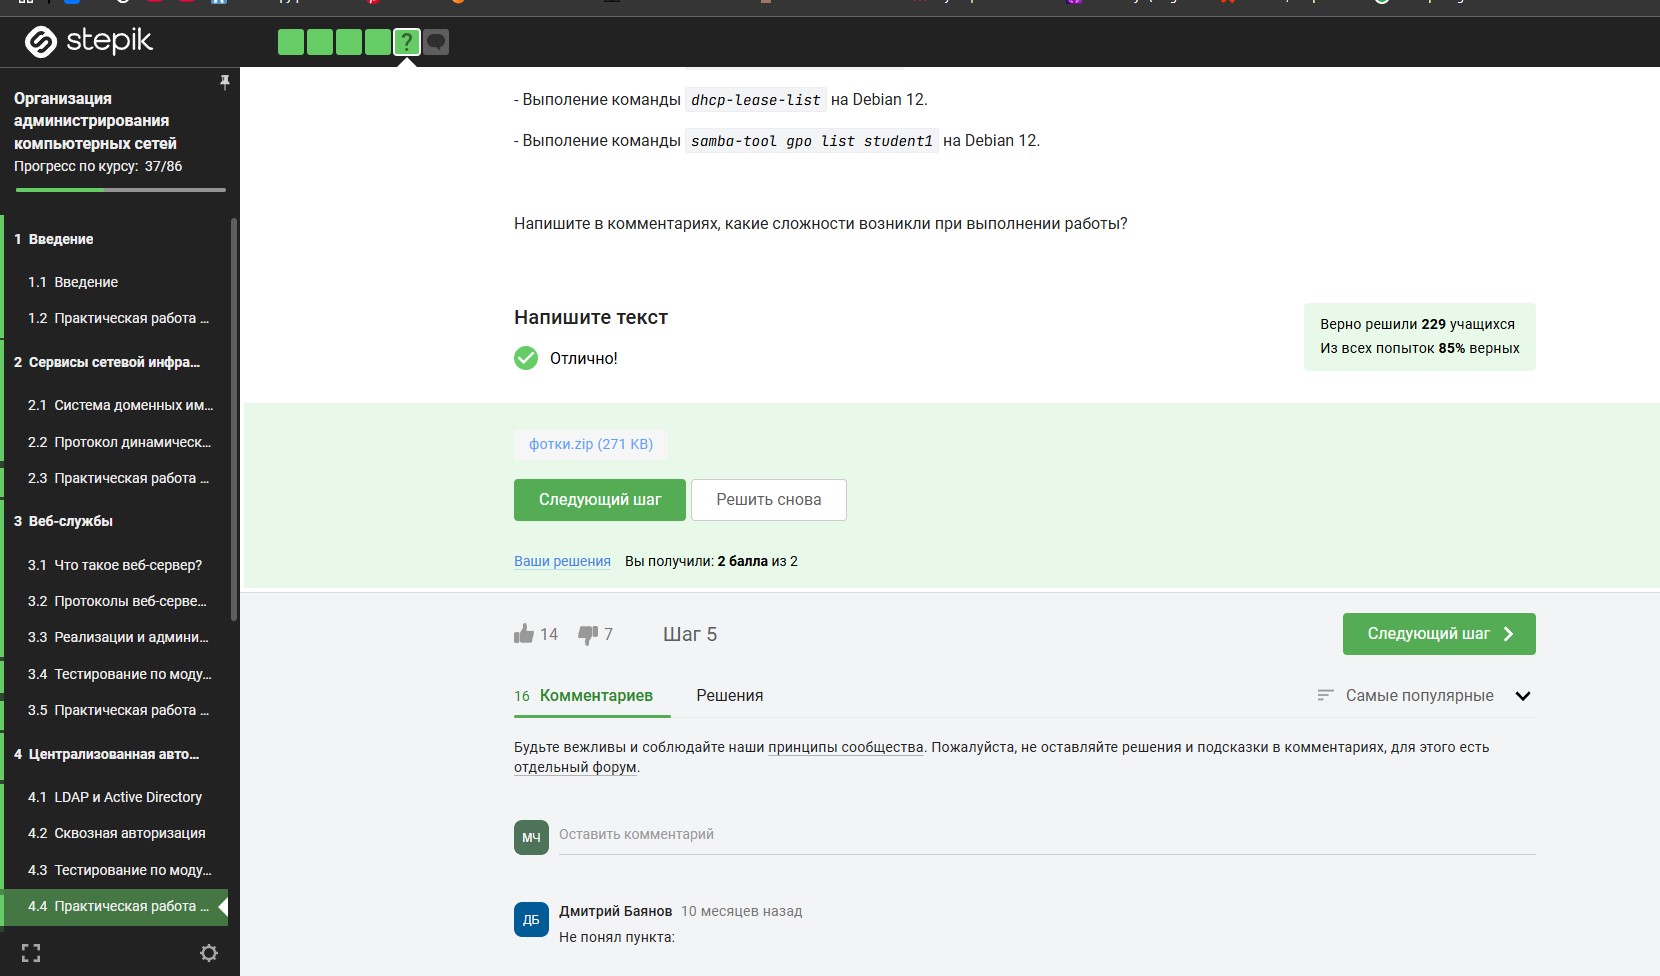 stepik
?
Организация
администрирования
компьютерных сетей
Прогресс по курсу: 37/86
1 Введение
1.1 Введение
1.2 Практическая работа ...
2 Сервисы сетевой инфра...
2.1 Система доменных им...
2.2 Протокол динамическ...
2.3 Практическая работа ...
3 Веб-службы
3.1 Что такое веб-сервер?
3.2 Протоколы веб-серве...
3.3 Реализации и админи...
3.4 Тестирование по моду...
3.5 Практическая работа ...
4 Централизованная авто...
4.1 LDAP и Active Directory
4.2 Сквозная авторизация
4.3 Тестирование по моду...
4.4 Практическая работа ...
- Выполение команды dhcp-lease-list на Debian 12.
- Выполение команды samba-tool gpo list student1 на Debian 12.
Напишите в комментариях, какие сложности возникли при выполнении работы?
Напишите текст
Отлично!
Верно решили 229 учащихся
Из всех попыток 85% верных
фотки.zip (271 KB)
Следующий шаг
Решить снова
Ваши решения Вы получили: 2 балла из 2
14 7 Шаг 5
Следующий шаг
16 Комментариев Решения
Самые популярные
Будьте вежливы и соблюдайте наши принципы сообщества. Пожалуйста, не оставляйте решения и подсказки в комментариях, для этого есть
отдельный форум.
МЧ Оставить комментарий
ДБ Дмитрий Баянов 10 месяцев назад
Не понял пункта: